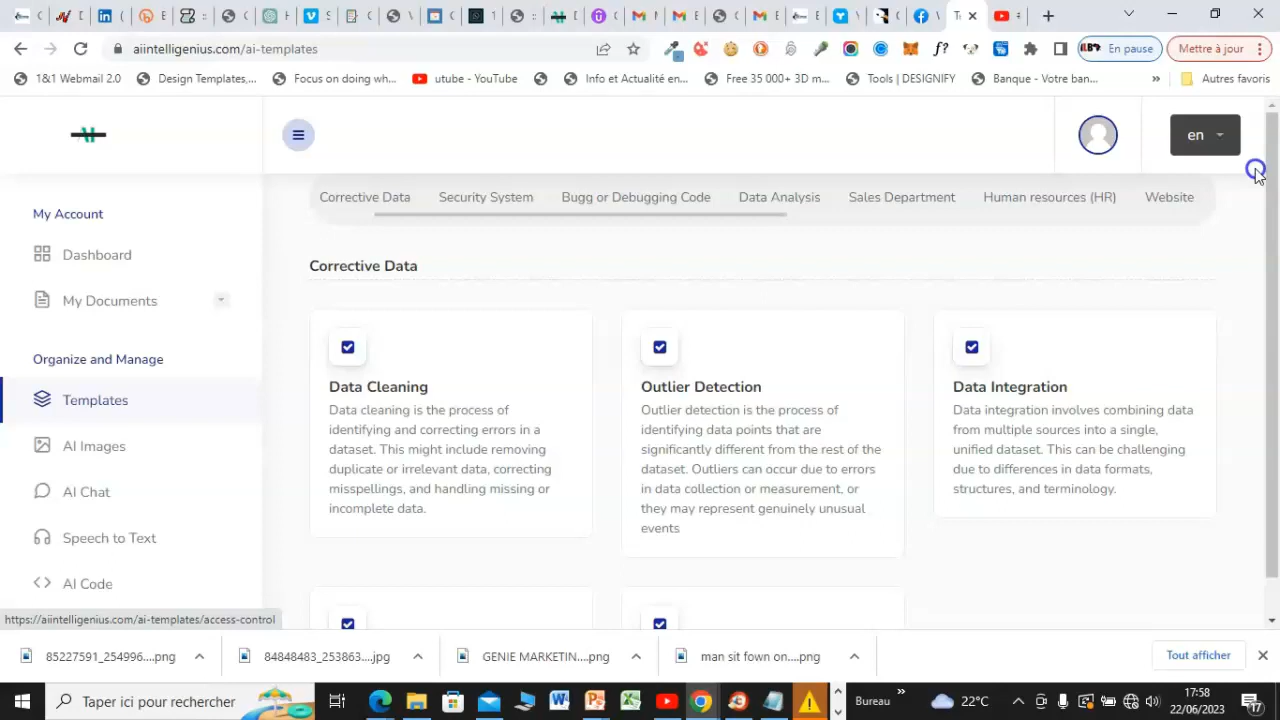 En pause
Mettre à jour
aiintelligenius.com/ai-templates
1&1 Webmail 2.0
Design Templates,...
Focus on doing wh...
utube - YouTube
Info et Actualité en...
Free 35 000+ 3D m...
Tools | DESIGNIFY
Banque - Votre ban...
»
Autres favoris
en
My Account
Dashboard
My Documents
Organize and Manage
Templates
AI Images
AI Chat
Speech to Text
AI Code
https://aiintelligenius.com/ai-templates/access-control
Corrective Data
Security System
Bugg or Debugging Code
Data Analysis
Sales Department
Human resources (HR)
Website
Corrective Data
Data Cleaning
Data cleaning is the process of
identifying and correcting errors in a
dataset. This might include removing
duplicate or irrelevant data, correcting
misspellings, and handling missing or
incomplete data.
Outlier Detection
Outlier detection is the process of
identifying data points that are
significantly different from the rest of the
dataset. Outliers can occur due to errors
in data collection or measurement, or
they may represent genuinely unusual
events
Data Integration
Data integration involves combining data
from multiple sources into a single,
unified dataset. This can be challenging
due to differences in data formats,
structures, and terminology.
85227591_254996....png
84848483_253863....jpg
GENIE MARKETIN....png
man sit fown on....png
Tout afficher
Taper ici pour rechercher
Bureau
»
22°C
17:58
22/06/2023
17